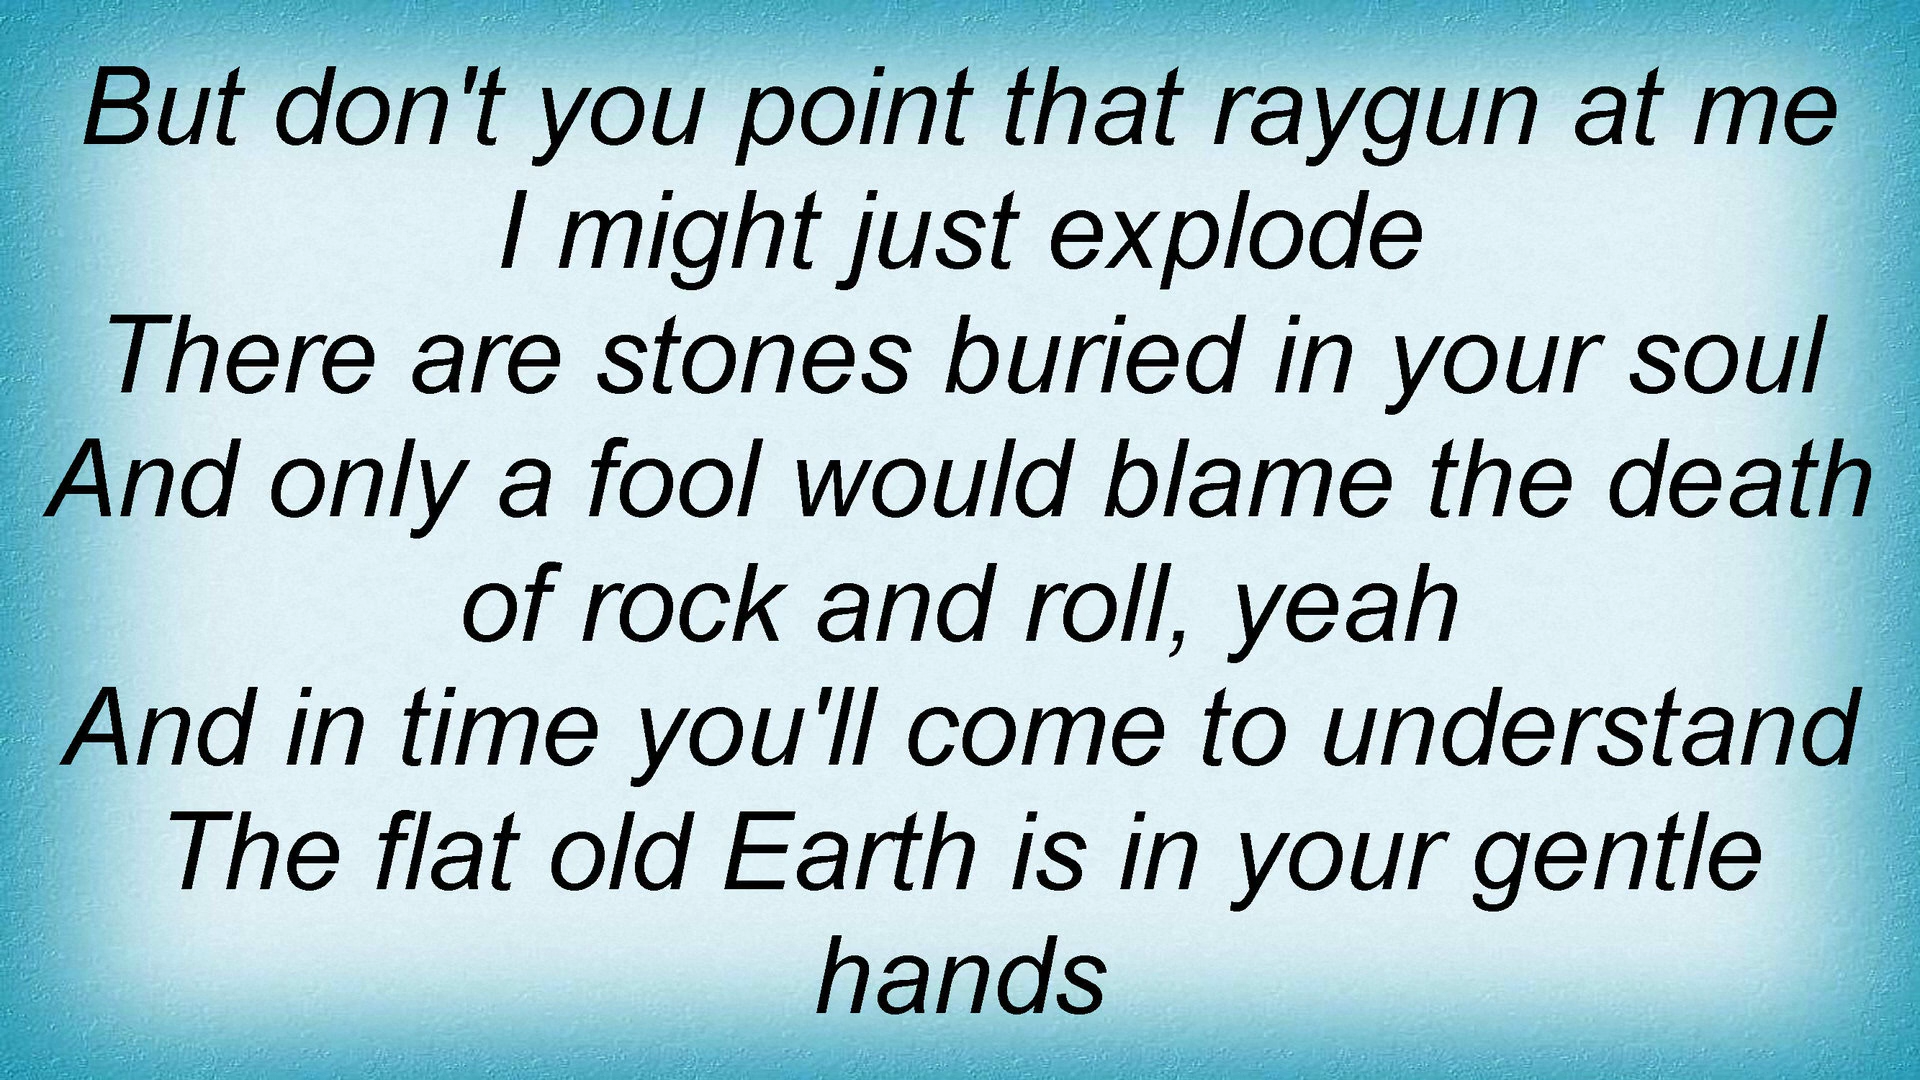 But don't you point that raygun at me
I might just explode
There are stones buried in your soul
And only a fool would blame the death
of rock and roll, yeah
And in time you'll come to understand
The flat old Earth is in your gentle
hands